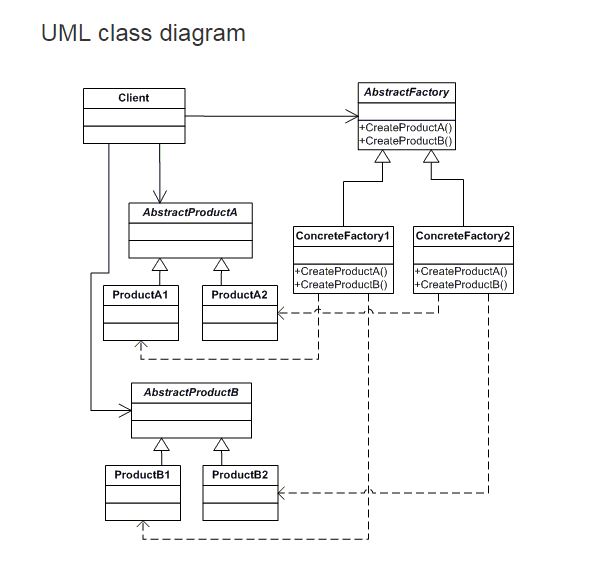 UML class diagram
Client
AbstractFactory
+CreateProductA()
+CreateProductB()
AbstractProductA
ConcreteFactory1
+CreateProductA()
+CreateProductB()
ConcreteFactory2
+CreateProductA()
+CreateProductB()
ProductA1
ProductA2
AbstractProductB
ProductB1
ProductB2